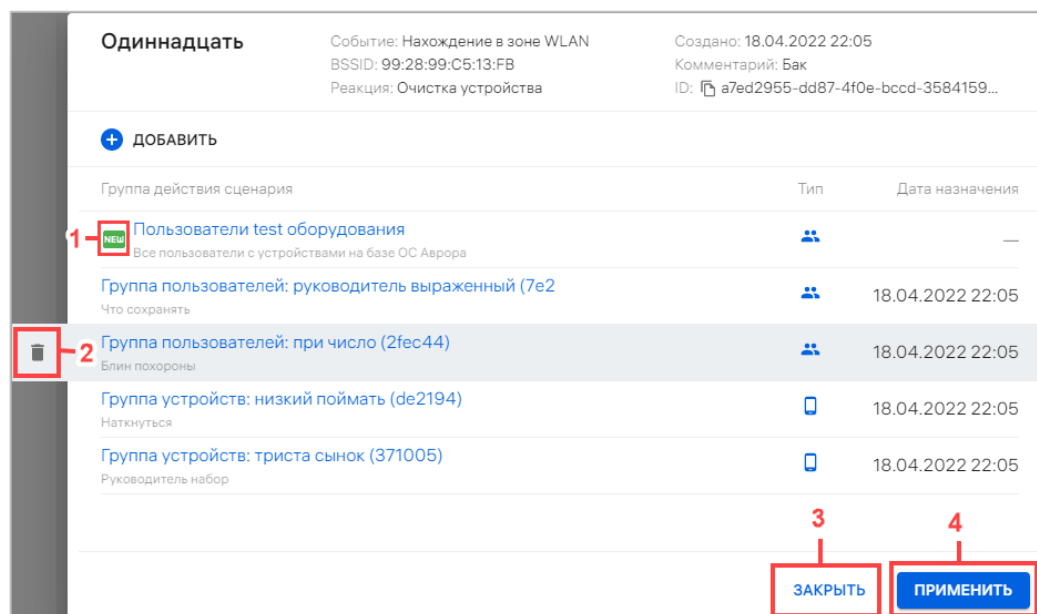 Одиннадцать
Событие: Нахождение в зоне WLAN
BSSID: 99:28:99:C5:13:FB
Реакция: Очистка устройства
Создано: 18.04.2022 22:05
Комментарий: Бак
ID: a7ed2955-dd87-4f0e-bccd-3584159...
ДОБАВИТЬ
Группа действия сценария Тип Дата назначения
1 NEW Пользователи test оборудования —
Все пользователи с устройствами на базе ОС Аврора
Группа пользователей: руководитель выраженный (7e2 18.04.2022 22:05
Что сохранять
2 Группа пользователей: при число (2fec44) 18.04.2022 22:05
Блин похороны
Группа устройств: низкий поймать (de2194) 18.04.2022 22:05
Наткнуться
Группа устройств: триста сынок (371005) 18.04.2022 22:05
Руководитель набор
3 4
ЗАКРЫТЬ ПРИМЕНИТЬ